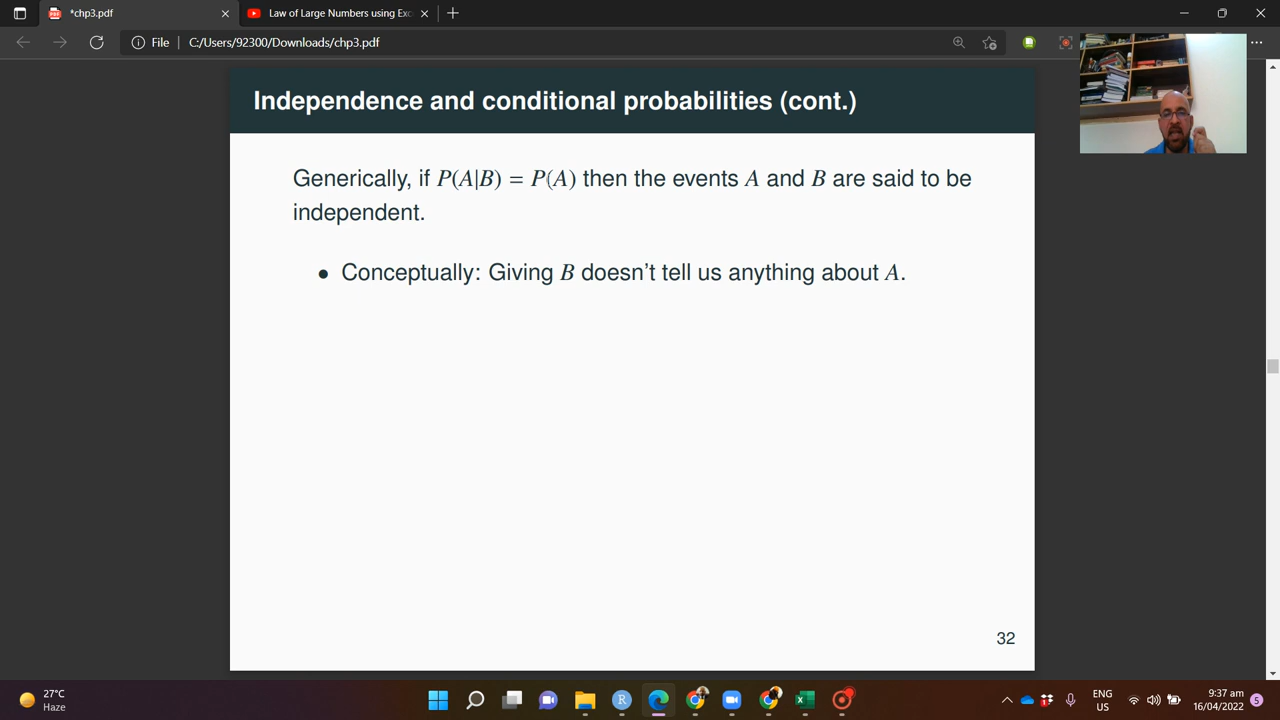 *chp3.pdf
Law of Large Numbers using Exc
File
C:/Users/92300/Downloads/chp3.pdf
Independence and conditional probabilities (cont.)
Generically, if P(A|B) = P(A) then the events A and B are said to be
independent.
• Conceptually: Giving B doesn't tell us anything about A.
32
27°C
Haze
R
ENG
US
9:37 am
16/04/2022
5